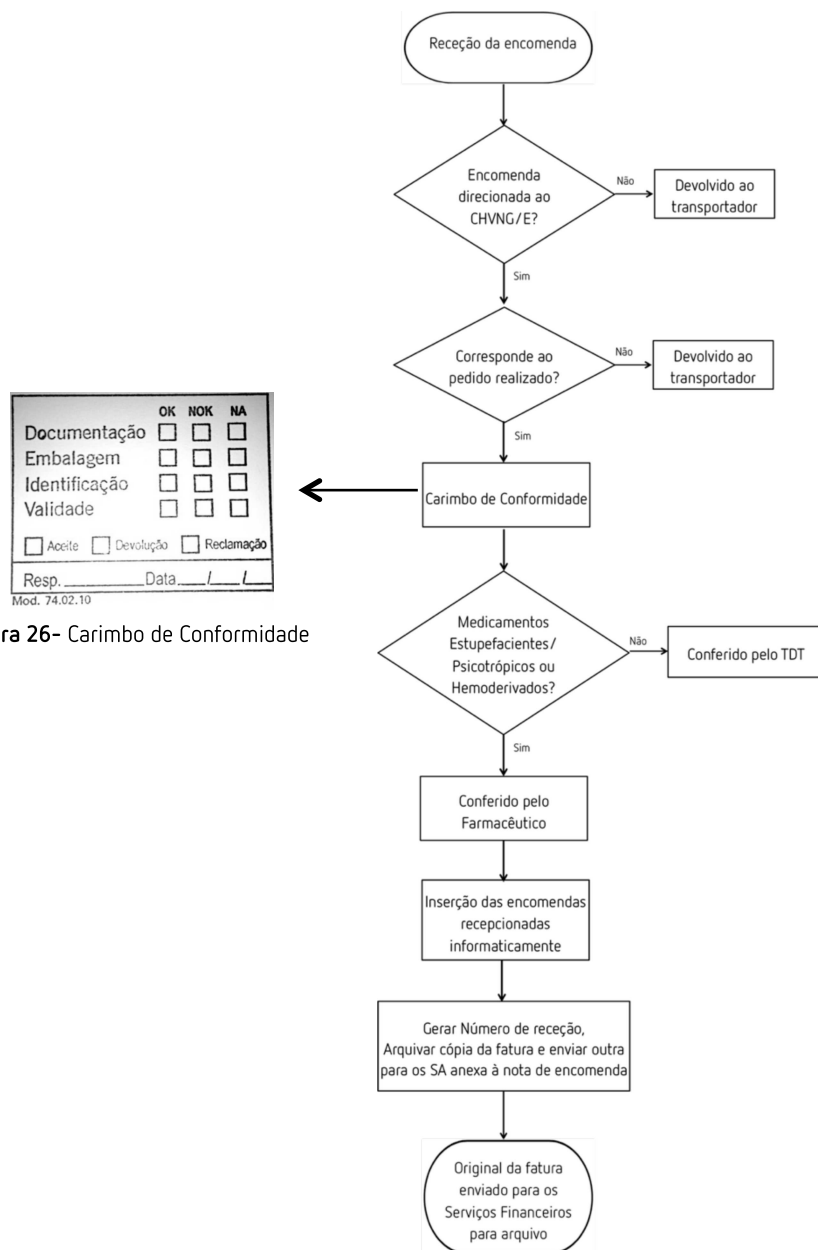 Receção da encomenda
Encomenda
direcionada ao
CHVNG/E?
Não
Devolvido ao
transportador
Sim
Corresponde ao
pedido realizado?
Não
Devolvido ao
transportador
Sim
Carimbo de Conformidade
OK NOK NA
Documentação
Embalagem
Identificação
Validade
Aceite Devolução Reclamação
Resp. Data / /
Mod. 74.02.10
ra 26- Carimbo de Conformidade
Medicamentos
Estupefacientes/
Psicotrópicos ou
Hemoderivados?
Não
Conferido pelo TDT
Sim
Conferido pelo
Farmacêutico
Inserção das encomendas
recepcionadas
informaticamente
Gerar Número de receção,
Arquivar cópia da fatura e enviar outra
para os SA anexa à nota de encomenda
Original da fatura
enviado para os
Serviços Financeiros
para arquivo